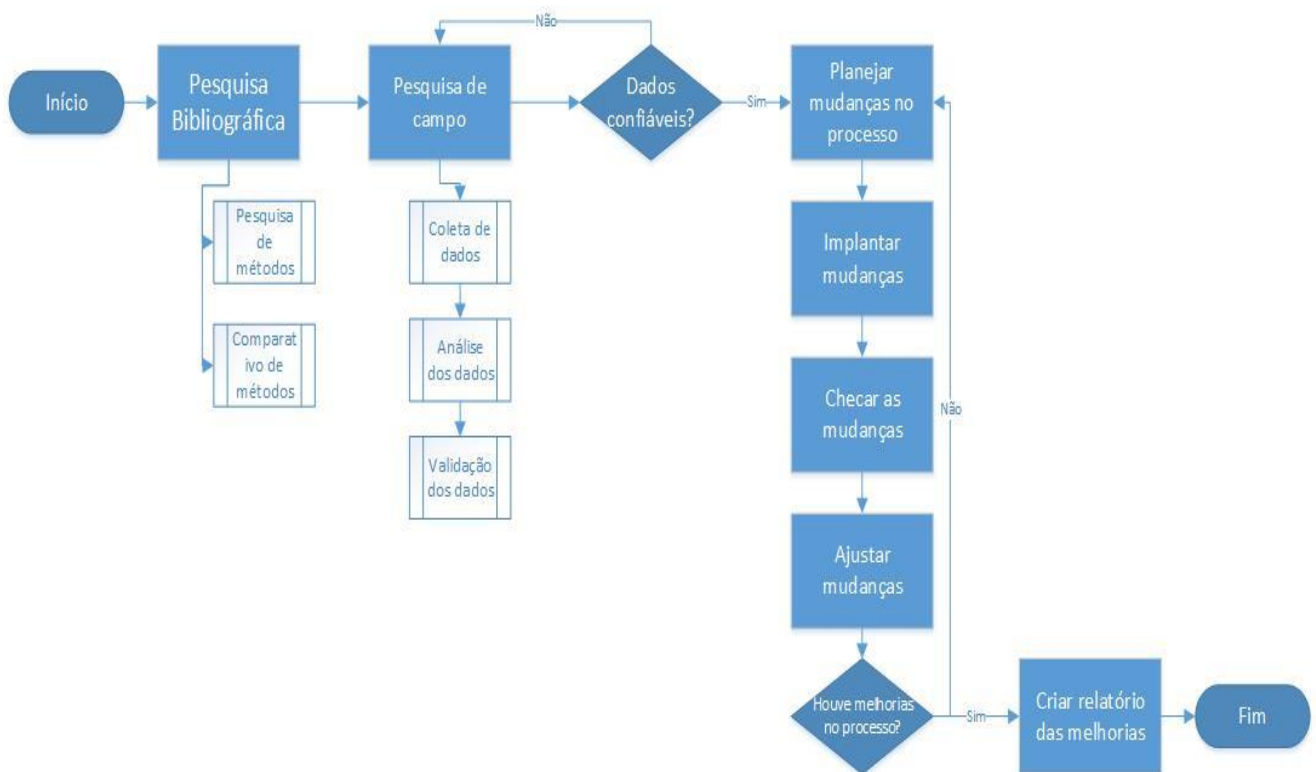 Não
Início
Pesquisa
Bibliográfica
Pesquisa de
campo
Dados
confiáveis?
Sim
Planejar
mudanças no
processo
Pesquisa
de
métodos
Comparat
ivo de
métodos
Coleta de
dados
Análise
dos dados
Validação
dos dados
Implantar
mudanças
Checar as
mudanças
Não
Ajustar
mudanças
Houve melhorias
no processo?
Sim
Criar relatório
das melhorias
Fim